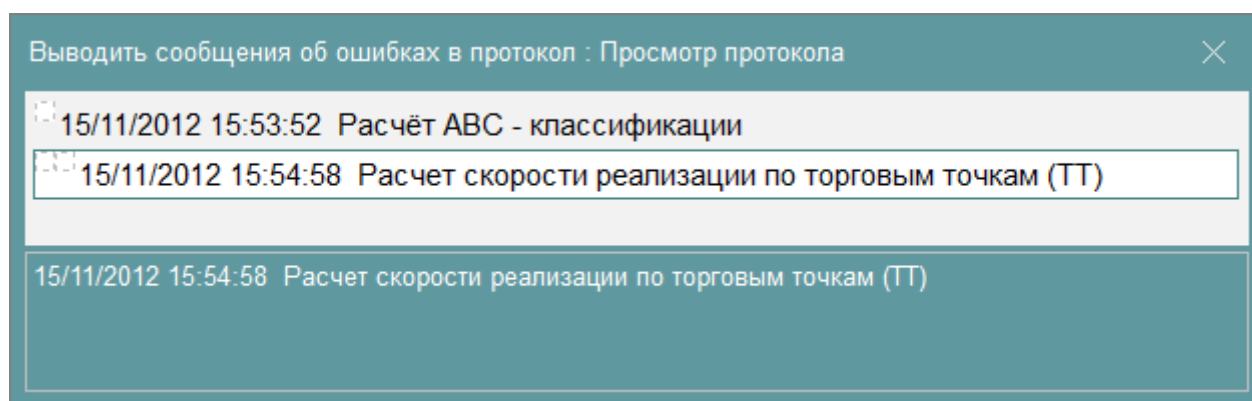 Выводить сообщения об ошибках в протокол : Просмотр протокола
15/11/2012 15:53:52 Расчёт АВС - классификации
15/11/2012 15:54:58 Расчет скорости реализации по торговым точкам (ТТ)
15/11/2012 15:54:58 Расчет скорости реализации по торговым точкам (ТТ)